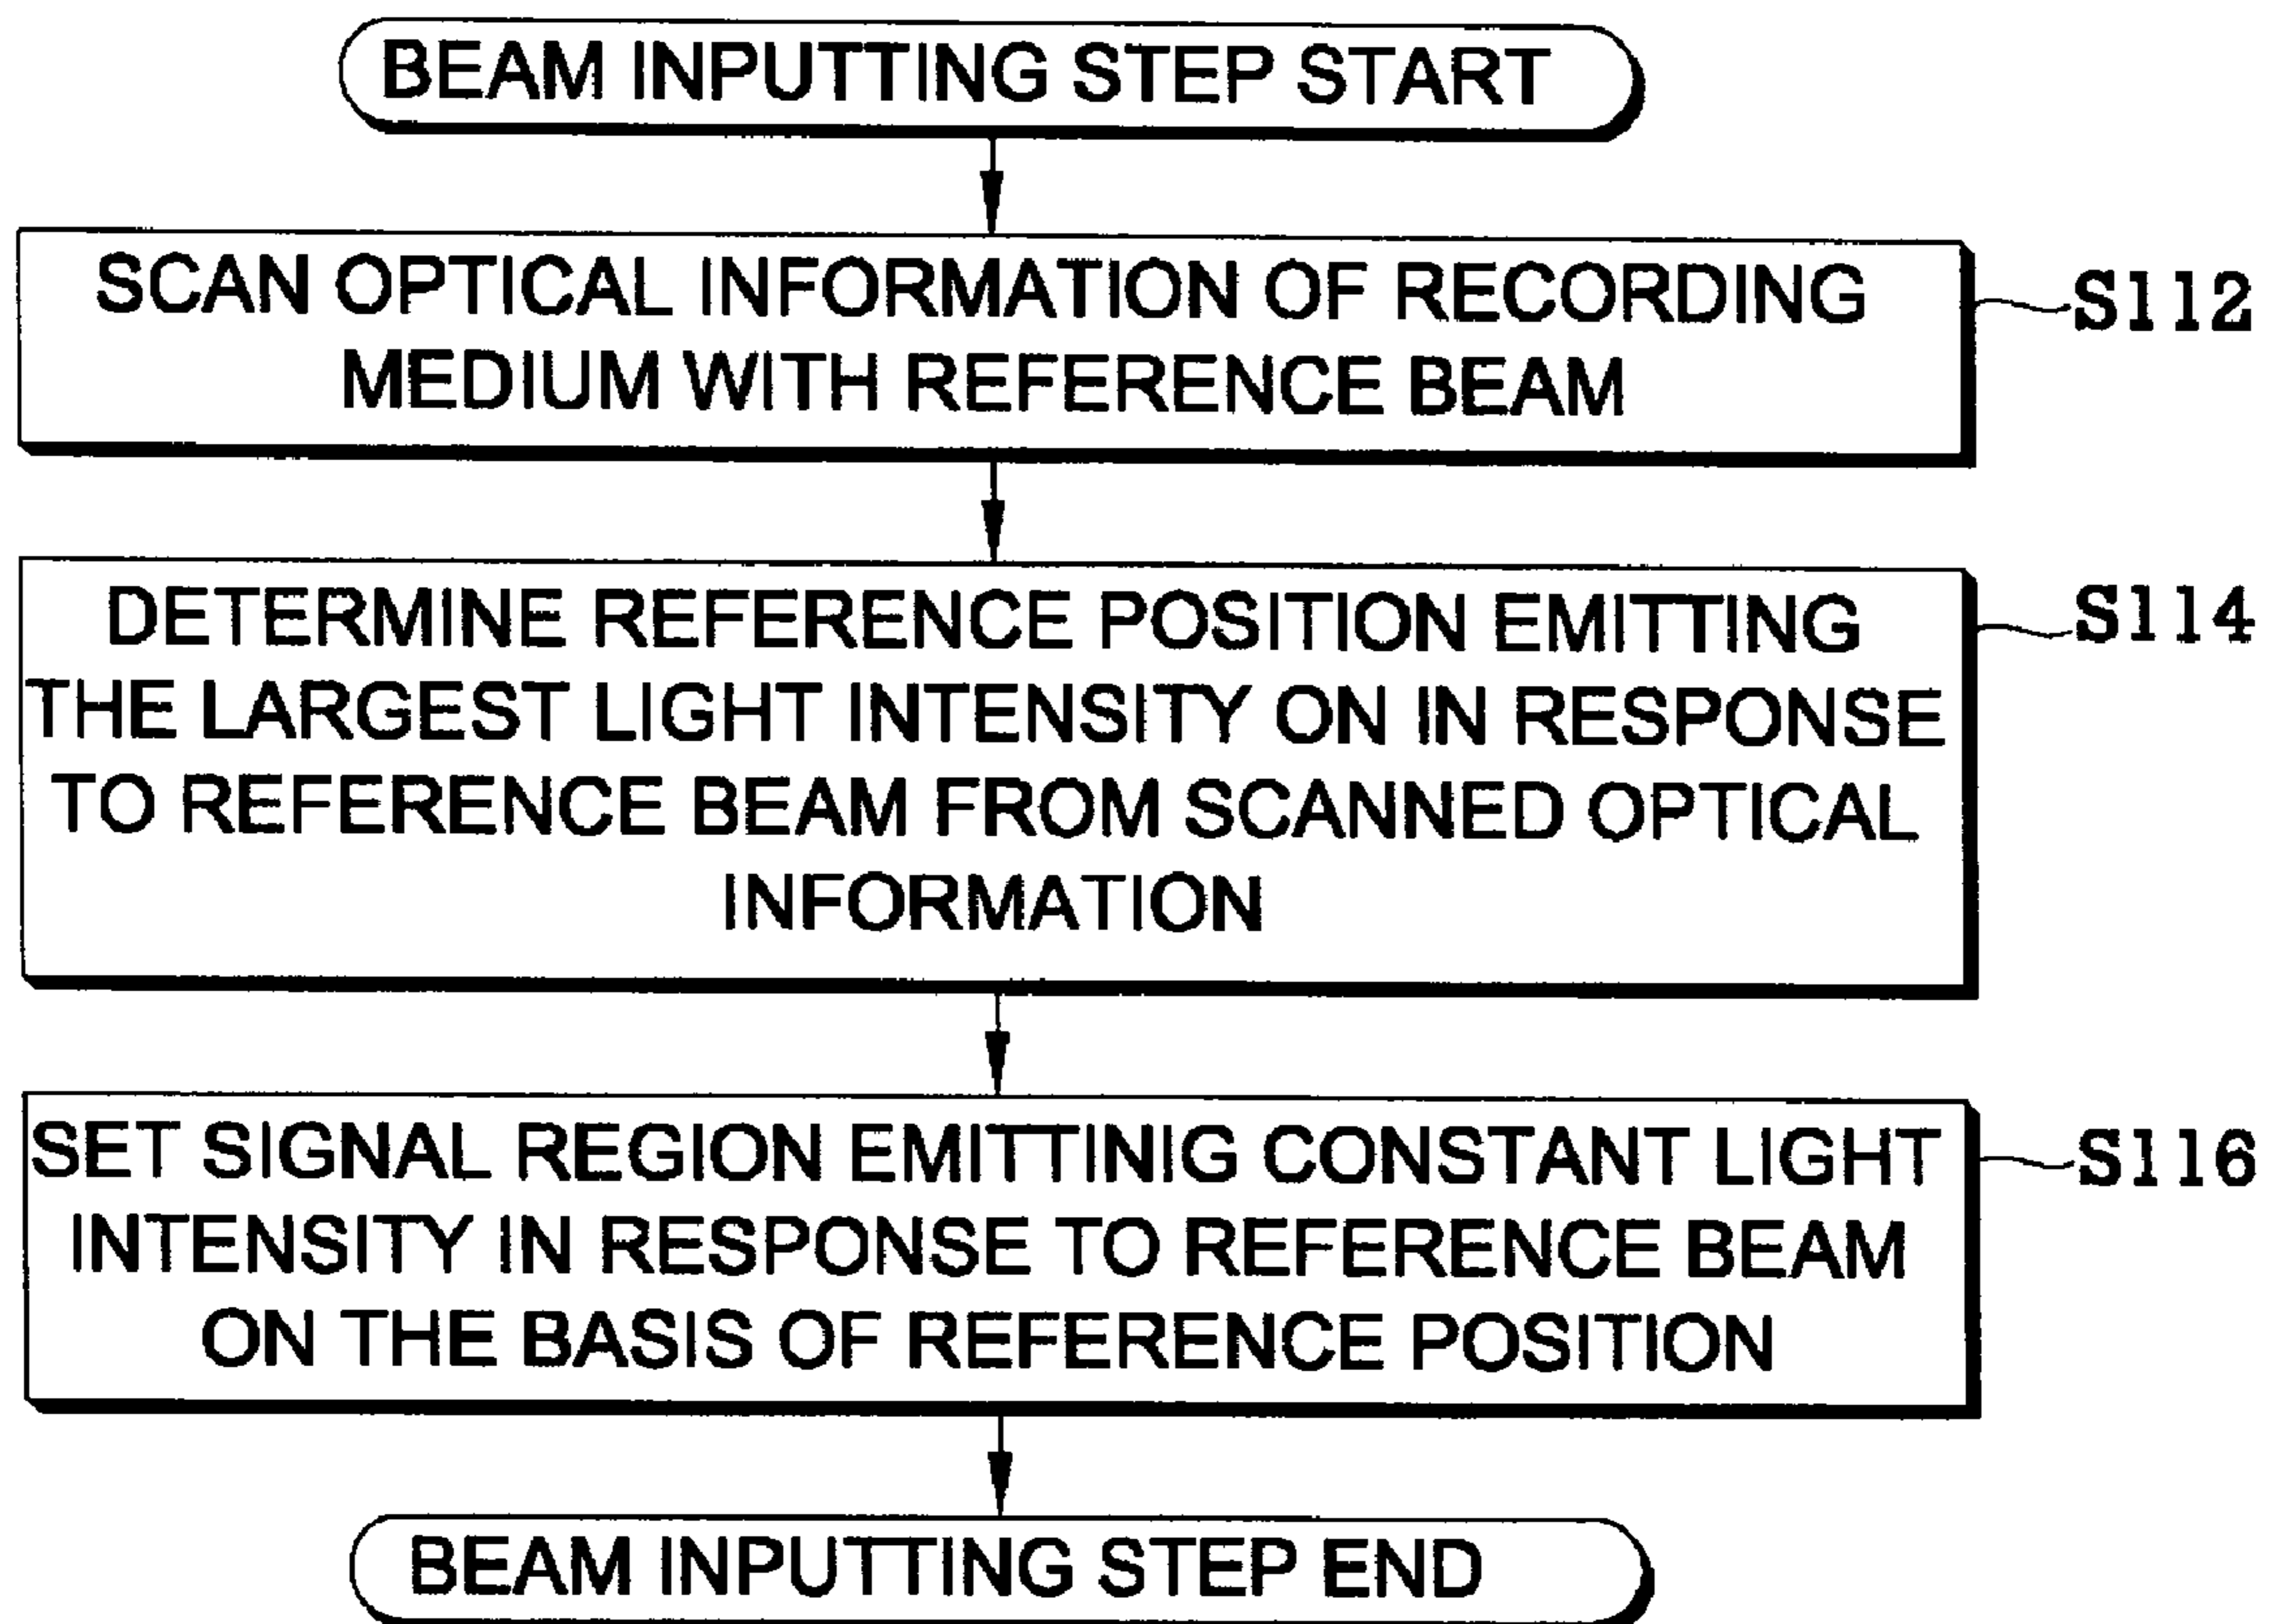 BEAM INPUTTING STEP START
SCAN OPTICAL INFORMATION OF RECORDING
MEDIUM WITH REFERENCE BEAM
S112
DETERMINE REFERENCE POSITION EMITTING
THE LARGEST LIGHT INTENSITY ON IN RESPONSE
TO REFERENCE BEAM FROM SCANNED OPTICAL
INFORMATION
S114
SET SIGNAL REGION EMITTINIG CONSTANT LIGHT
INTENSITY IN RESPONSE TO REFERENCE BEAM
ON THE BASIS OF REFERENCE POSITION
S116
BEAM INPUTTING STEP END